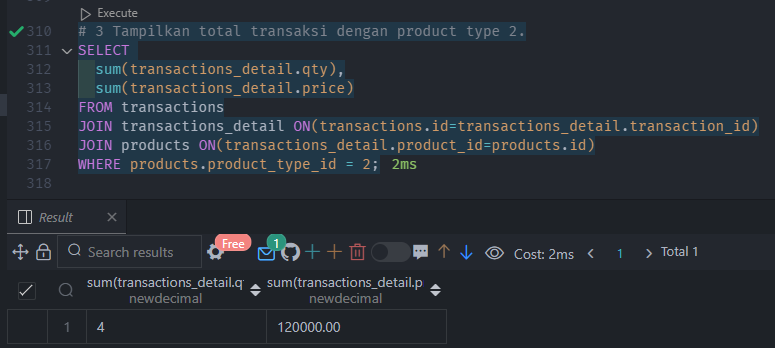 Execute
310 # 3 Tampilkan total transaksi dengan product type 2.
311 SELECT
312 sum(transactions_detail.qty),
313 sum(transactions_detail.price)
314 FROM transactions
315 JOIN transactions_detail ON(transactions.id=transactions_detail.transaction_id)
316 JOIN products ON(transactions_detail.product_id=products.id)
317 WHERE products.product_type_id = 2; 2ms
318
Result
Search results Free 1 Cost: 2ms 1 Total 1
sum(transactions_detail.qt sum(transactions_detail.p
newdecimal newdecimal
1 4 120000.00